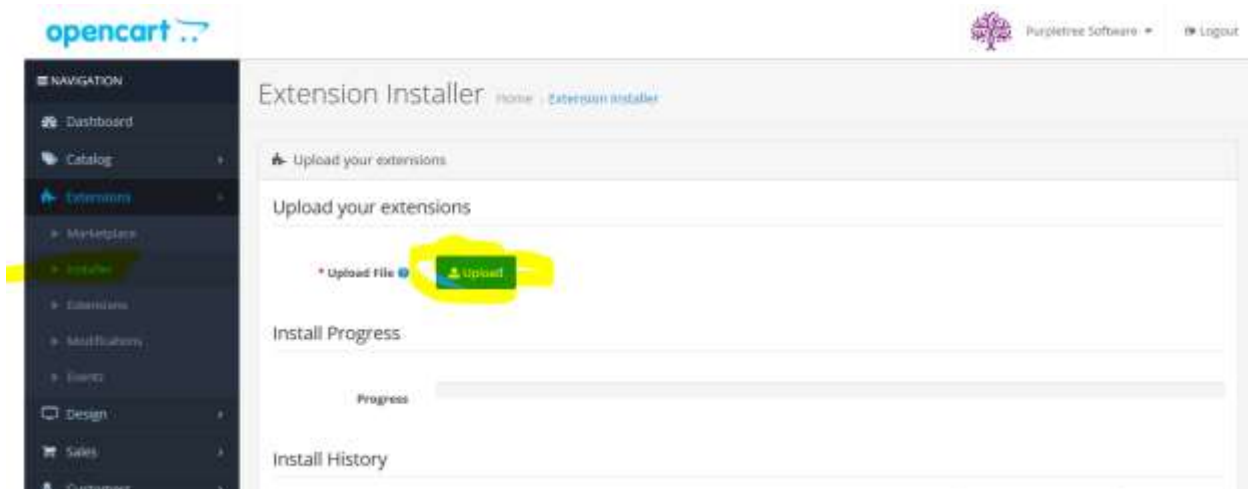 opencart
Purpletree Software
Logout
NAVIGATION
Extension Installer Home Extension Installer
Dashboard
Catalog
Upload your extensions
Extensions
Upload your extensions
Marketplace
Installer
* Upload File Upload
Extensions
Modifications
Install Progress
Events
Progress
Design
Sales
Install History
Customers